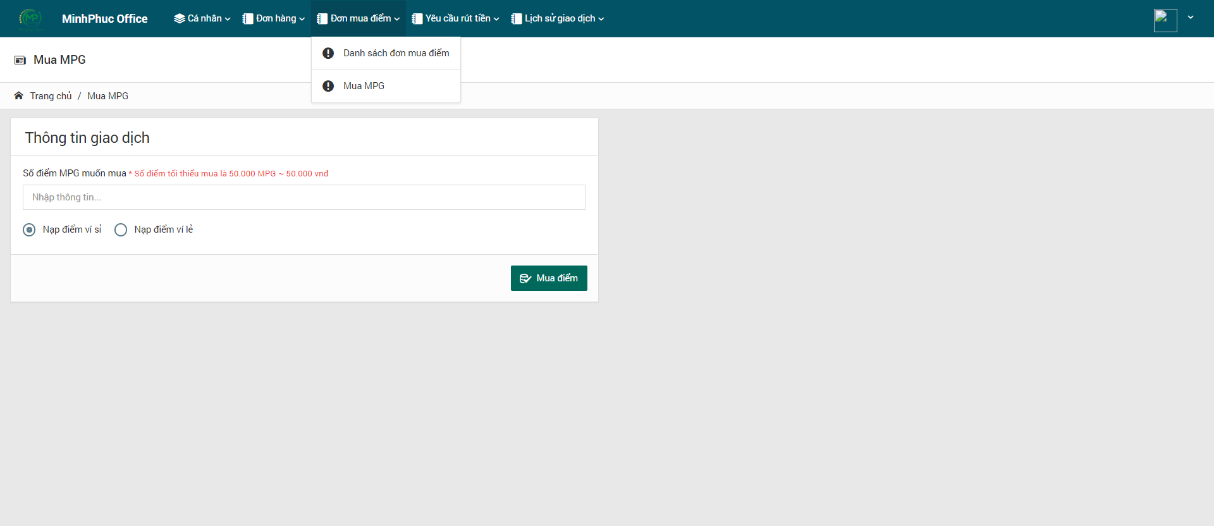 MP MinhPhuc Office Cá nhân Đơn hàng Đơn mua điểm Yêu cầu rút tiền Lịch sử giao dịch
Danh sách đơn mua điểm
Mua MPG
Mua MPG
Trang chủ / Mua MPG
Thông tin giao dịch
Số điểm MPG muốn mua * Số điểm tối thiểu mua là 50.000 MPG ~ 50.000 vnd
Nhập thông tin...
Nạp điểm ví sỉ Nạp điểm ví lẻ
Mua điểm